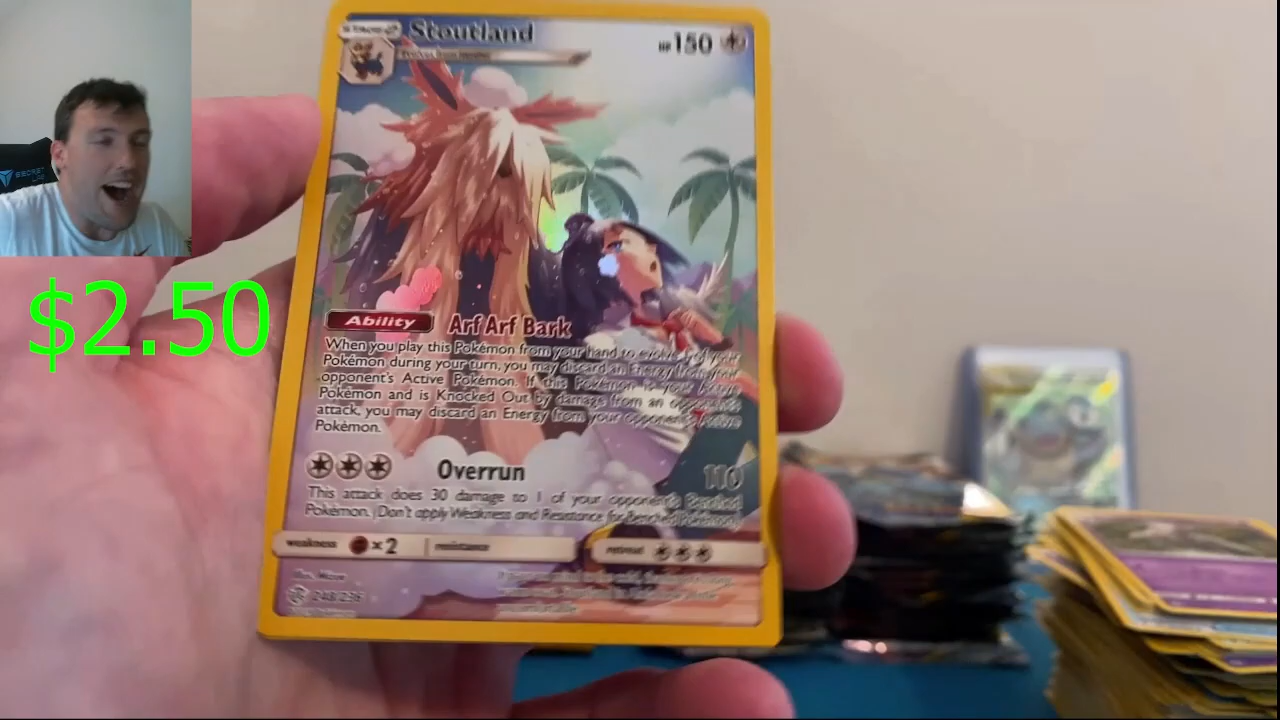 Stoutland
HP150
SECRET
$2.50
Ability Arf Arf Bark
When you play this Pokémon from your hand to evolve 1 of your
Pokémon during your turn, you may discard an Energy from your
opponent's Active Pokémon. If this Pokémon is your Active
Pokémon and is Knocked Out by damage from an opponent's
attack, you may discard an Energy from your opponent's Active
Pokémon.
Overrun 110
This attack does 30 damage to 1 of your opponent's Benched
Pokémon. (Don't apply Weakness and Resistance for Benched Pokémon.)
weakness ×2 resistance retreat
248/236